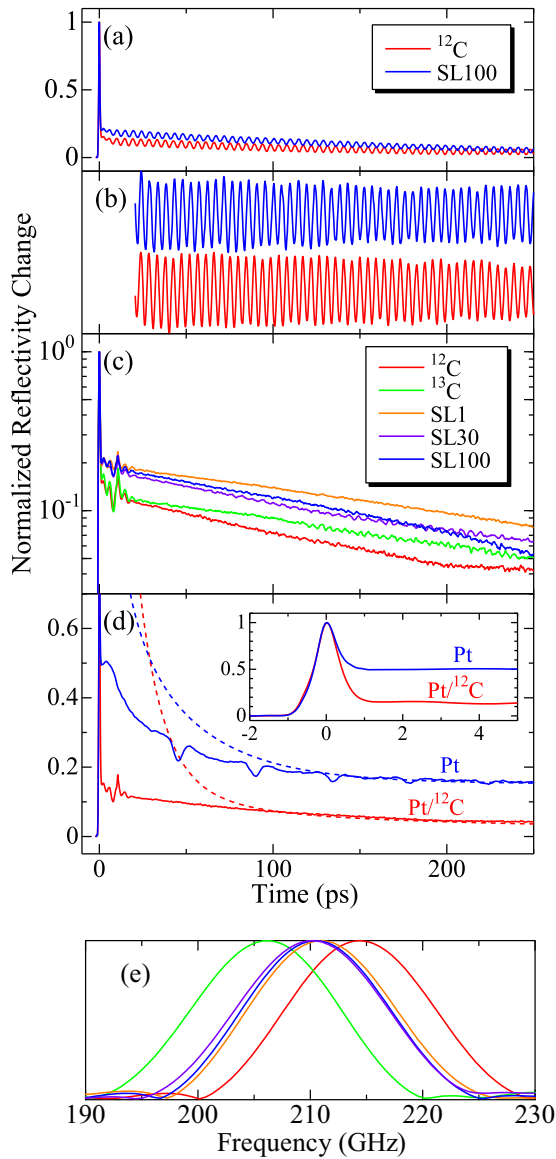 Normalized Reflectivity Change
(a)
1
0.5
0
¹²C
SL100
(b)
(c)
10⁰
10⁻¹
¹²C
¹³C
SL1
SL30
SL100
(d)
0.6
0.4
0.2
0
1
0.5
0
-2 0 2 4
Pt
Pt/¹²C
Pt
Pt/¹²C
0 100 200
Time (ps)
(e)
190 200 210 220 230
Frequency (GHz)